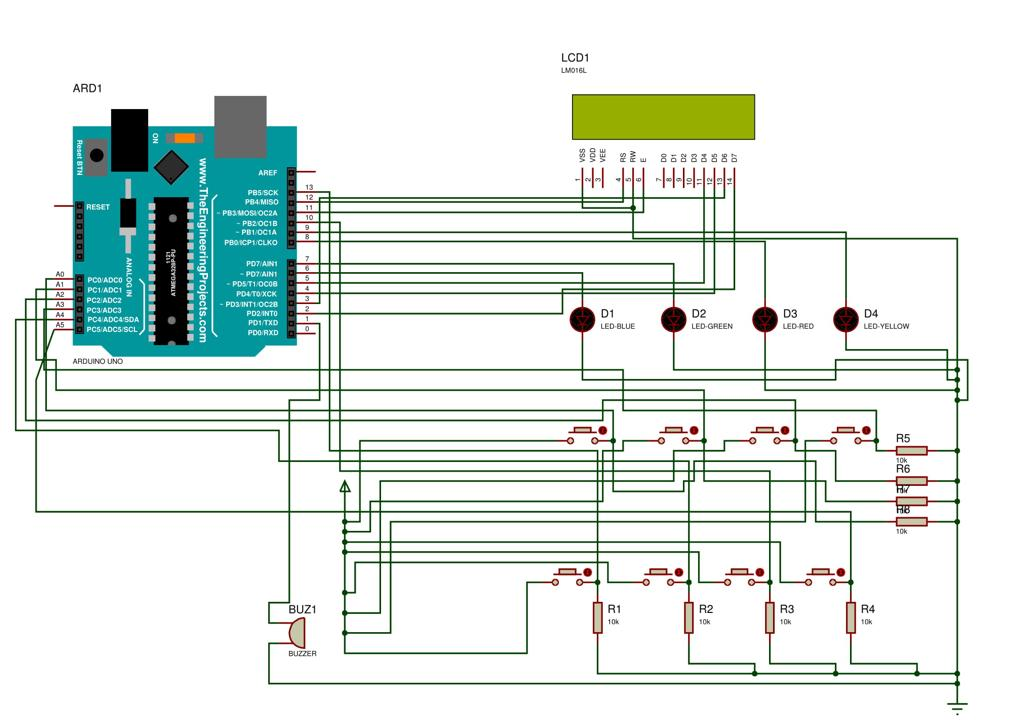 LCD1
LM016L
ARD1
ON
Reset BTN
www.TheEngineeringProjects.com
ANALOG IN
1121
ATMEGA328P-PU
RESET
AREF
PB5/SCK
PB4/MISO
~ PB3/MOSI/OC2A
~ PB2/OC1B
~ PB1/OC1A
PB0/ICP1/CLKO
PD7/AIN1
~ PD7/AIN1
~ PD5/T1/OC0B
PD4/T0/XCK
~ PD3/INT1/OC2B
PD2/INT0
PD1/TXD
PD0/RXD
13
12
11
10
9
8
7
6
5
4
3
2
1
0
A0
A1
A2
A3
A4
A5
PC0/ADC0
PC1/ADC1
PC2/ADC2
PC3/ADC3
PC4/ADC4/SDA
PC5/ADC5/SCL
ARDUINO UNO
VSS
VDD
VEE
RS
RW
E
D0
D1
D2
D3
D4
D5
D6
D7
1
2
3
4
5
6
7
8
9
10
11
12
13
14
D1
LED-BLUE
D2
LED-GREEN
D3
LED-RED
D4
LED-YELLOW
R5
10k
R6
R7
R8
10k
BUZ1
BUZZER
R1
10k
R2
10k
R3
10k
R4
10k